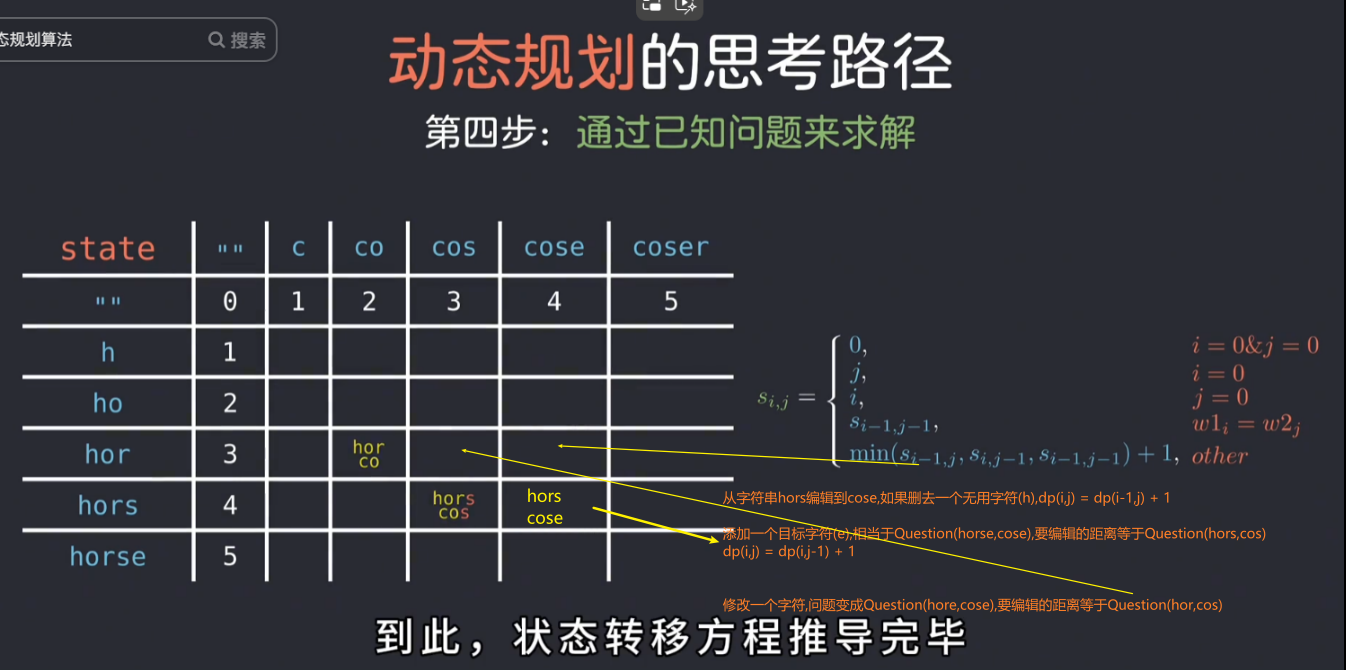 态规划算法
搜索
动态规划的思考路径
第四步：通过已知问题来求解
state "" c co cos cose coser
"" 0 1 2 3 4 5
h 1
ho 2
hor 3 hor
co
hors 4 hors
cos
hors
cose
horse 5
s_{i,j} =
0, i = 0&j = 0
j, i = 0
i, j = 0
s_{i-1,j-1}, w1_i = w2_j
min(s_{i-1,j}, s_{i,j-1}, s_{i-1,j-1}) + 1, other
从字符串hors编辑到cose,如果删去一个无用字符(h),dp(i,j) = dp(i-1,j) + 1
添加一个目标字符(e),相当于Question(horse,cose),要编辑的距离等于Question(hors,cos)
dp(i,j) = dp(i,j-1) + 1
修改一个字符,问题变成Question(hore,cose),要编辑的距离等于Question(hor,cos)
到此，状态转移方程推导完毕